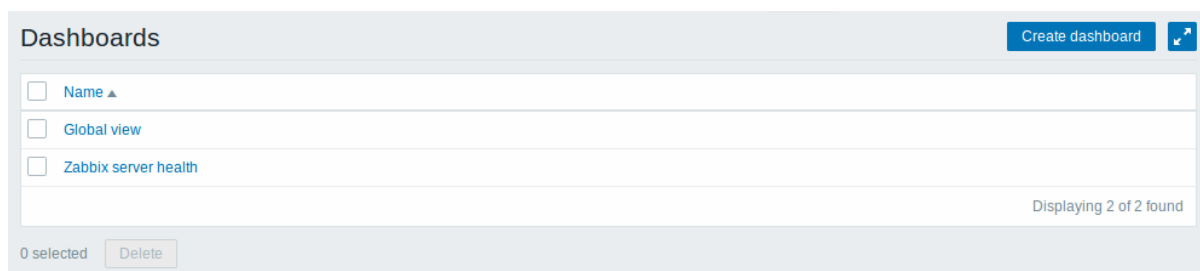 Dashboards
Create dashboard
Name
Global view
Zabbix server health
Displaying 2 of 2 found
0 selected
Delete